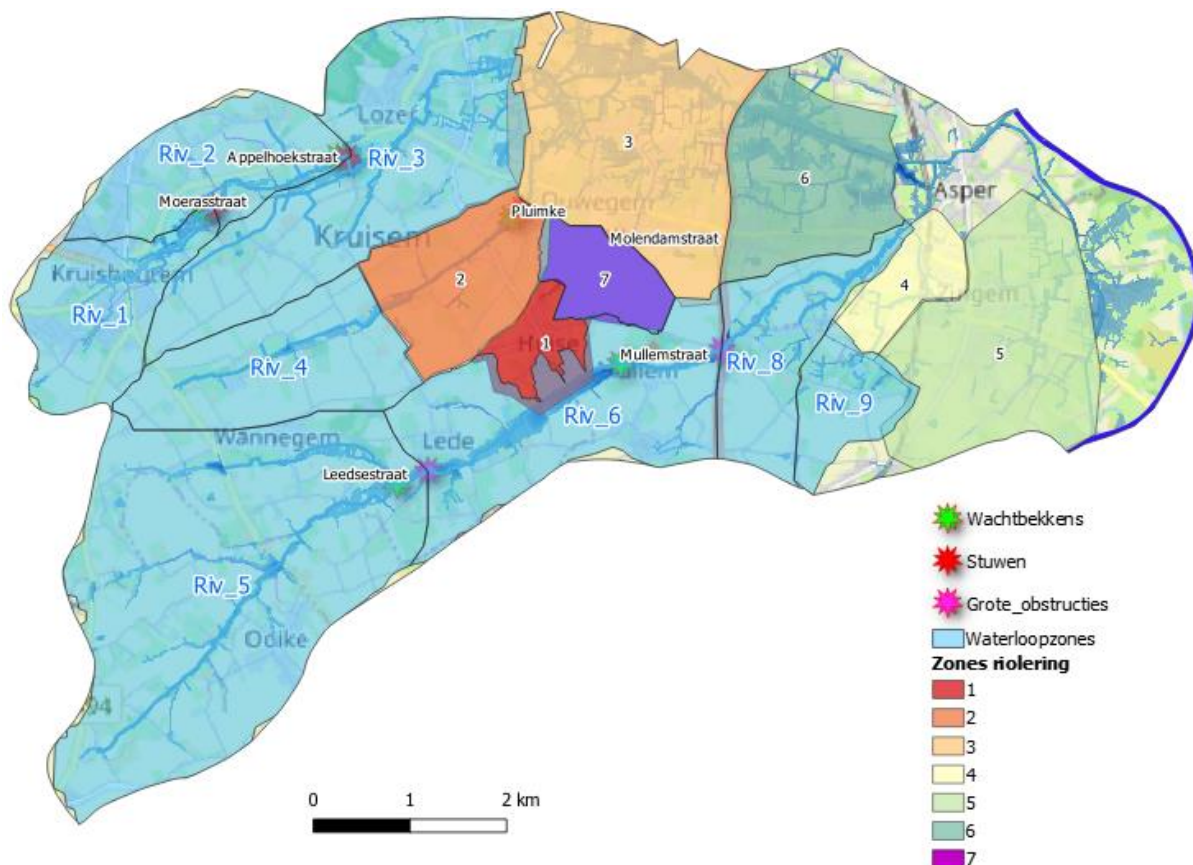 Lozer
Riv_2
Appelhoekstraat
Riv_3
Moerasstraat
Kruisem
Kruishoutem
Riv_1
3
6
Asper
Pluimke
Molendamstraat
2
7
4
Zingem
5
1
Mullemstraat
Riv_8
Riv_4
Riv_9
Riv_6
Wannegem
Lede
Leedsestraat
Riv_5
Wachtbekkens
Stuwen
Grote_obstructies
Waterloopzones
Zones riolering
1
2
3
4
5
6
7
0 1 2 km